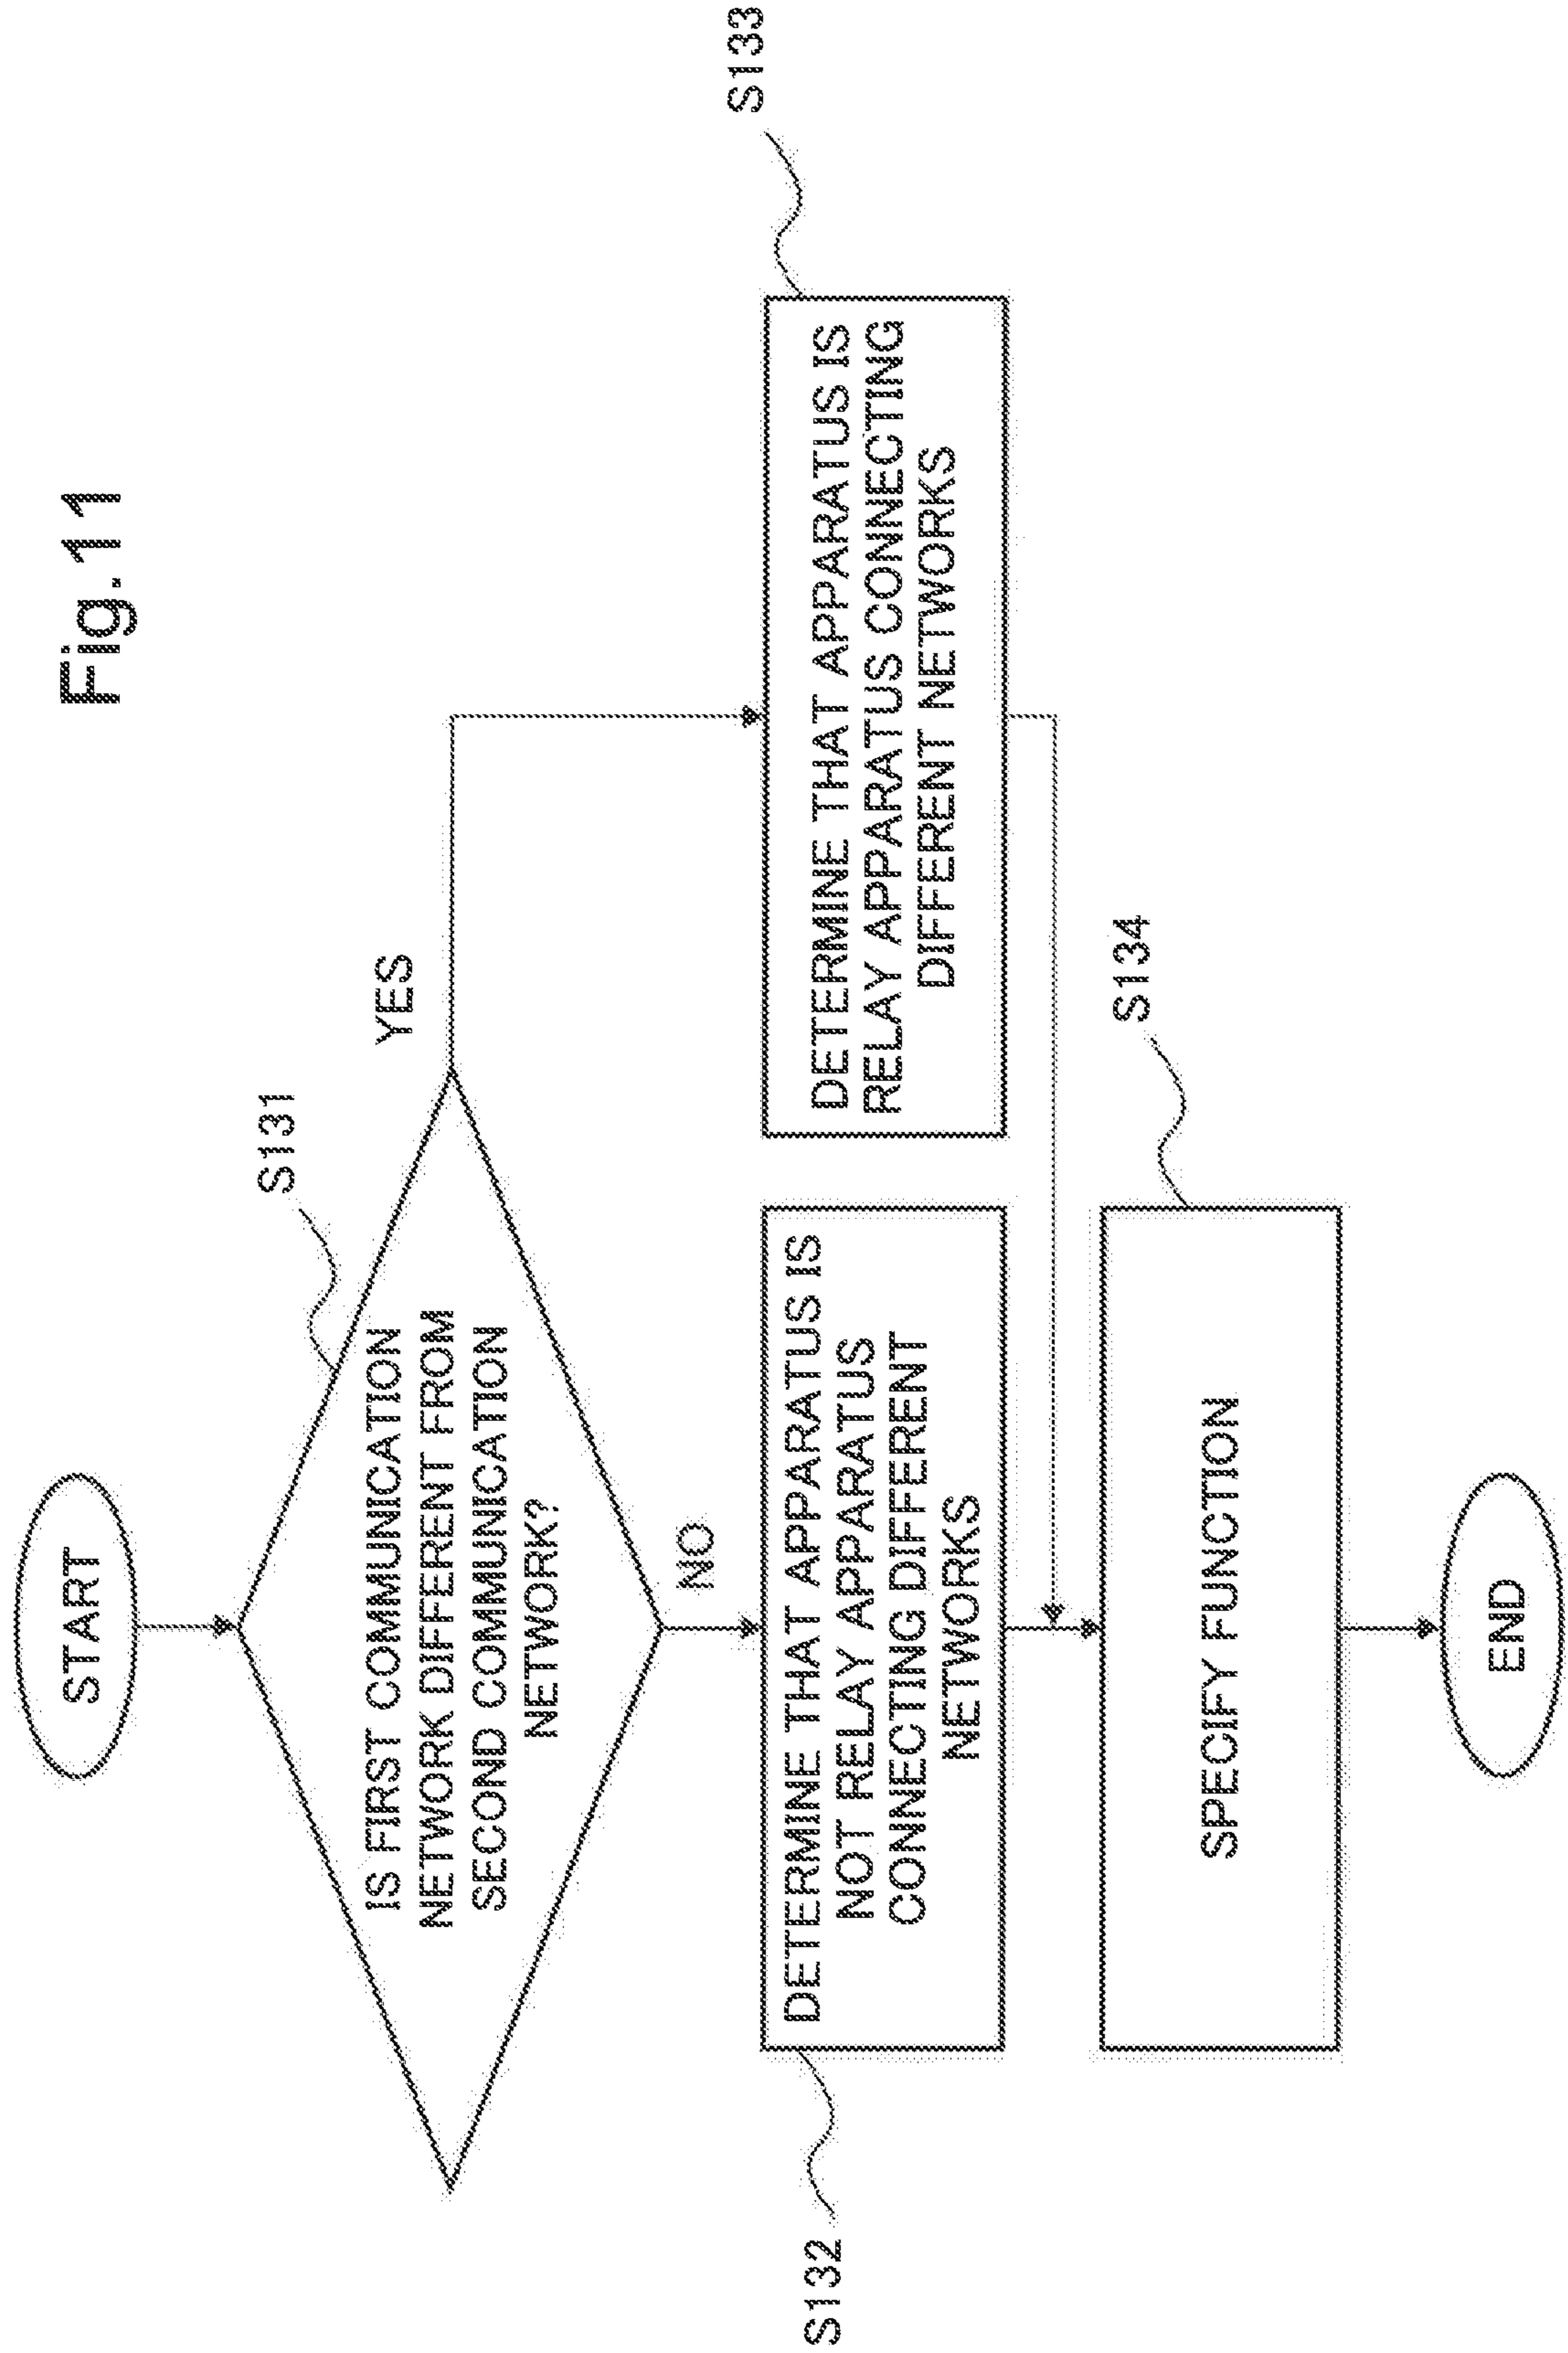 Fig.11
START
S131
IS FIRST COMMUNICATION
NETWORK DIFFERENT FROM
SECOND COMMUNICATION
NETWORK?
YES
NO
S132
DETERMINE THAT APPARATUS IS
NOT RELAY APPARATUS
CONNECTING DIFFERENT
NETWORKS
S133
DETERMINE THAT APPARATUS IS
RELAY APPARATUS CONNECTING
DIFFERENT NETWORKS
S134
SPECIFY FUNCTION
END